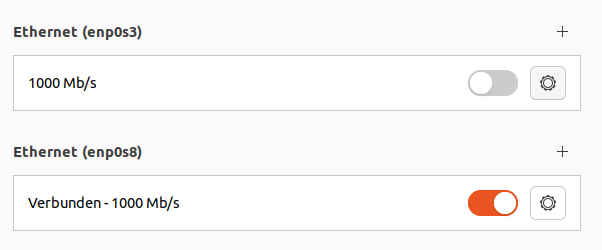 Ethernet (enp0s3)
1000 Mb/s
Ethernet (enp0s8)
Verbunden - 1000 Mb/s